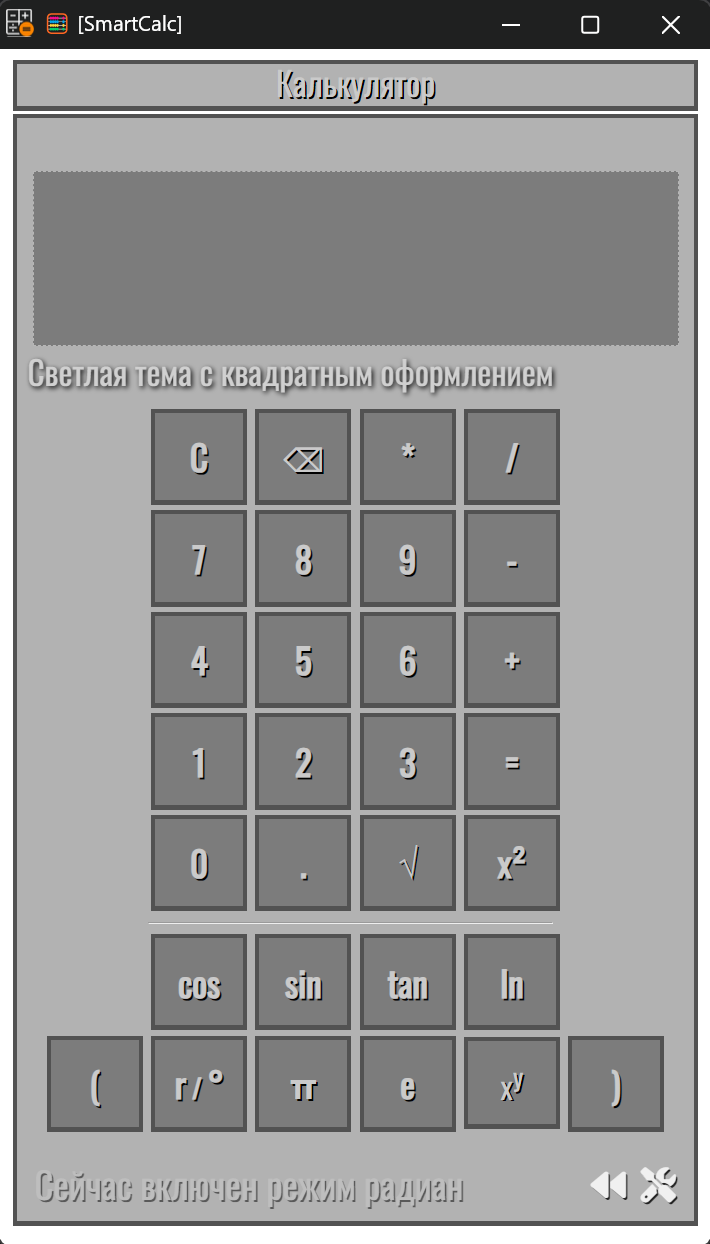 [SmartCalc]
Калькулятор
Светлая тема с квадратным оформлением
C ⌫ * /
7 8 9 -
4 5 6 +
1 2 3 =
0 . √ x²
cos sin tan ln
( r/° π e xʸ )
Сейчас включен режим радиан